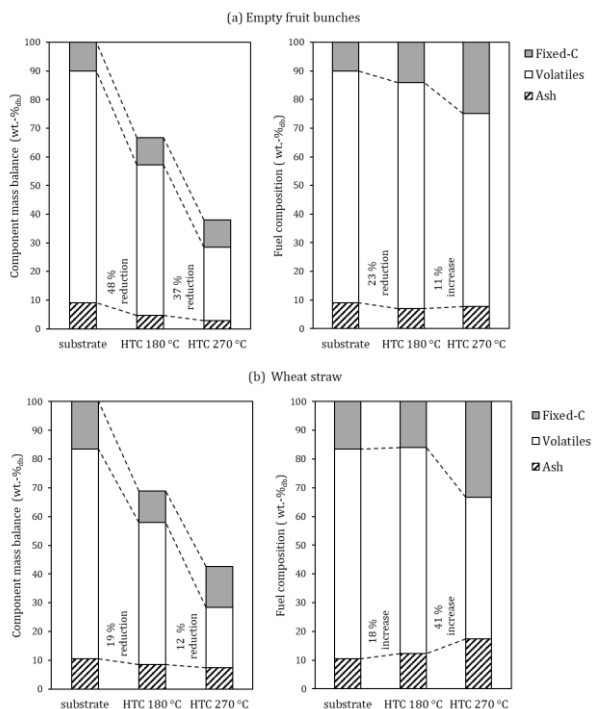 (a) Empty fruit bunches
Component mass balance (wt.-%db)
100
90
80
70
60
50
40
30
20
10
0
48 %
reduction
37 %
reduction
substrate
HTC 180 °C
HTC 270 °C
Fuel composition ( wt.-%db)
100
90
80
70
60
50
40
30
20
10
0
23 %
reduction
11 %
increase
substrate
HTC 180 °C
HTC 270 °C
Fixed-C
Volatiles
Ash
(b) Wheat straw
Component mass balance (wt.-%db)
100
90
80
70
60
50
40
30
20
10
0
19 %
reduction
12 %
reduction
substrate
HTC 180 °C
HTC 270 °C
Fuel composition ( wt.-%db)
100
90
80
70
60
50
40
30
20
10
0
18 %
increase
41 %
increase
substrate
HTC 180 °C
HTC 270 °C
Fixed-C
Volatiles
Ash